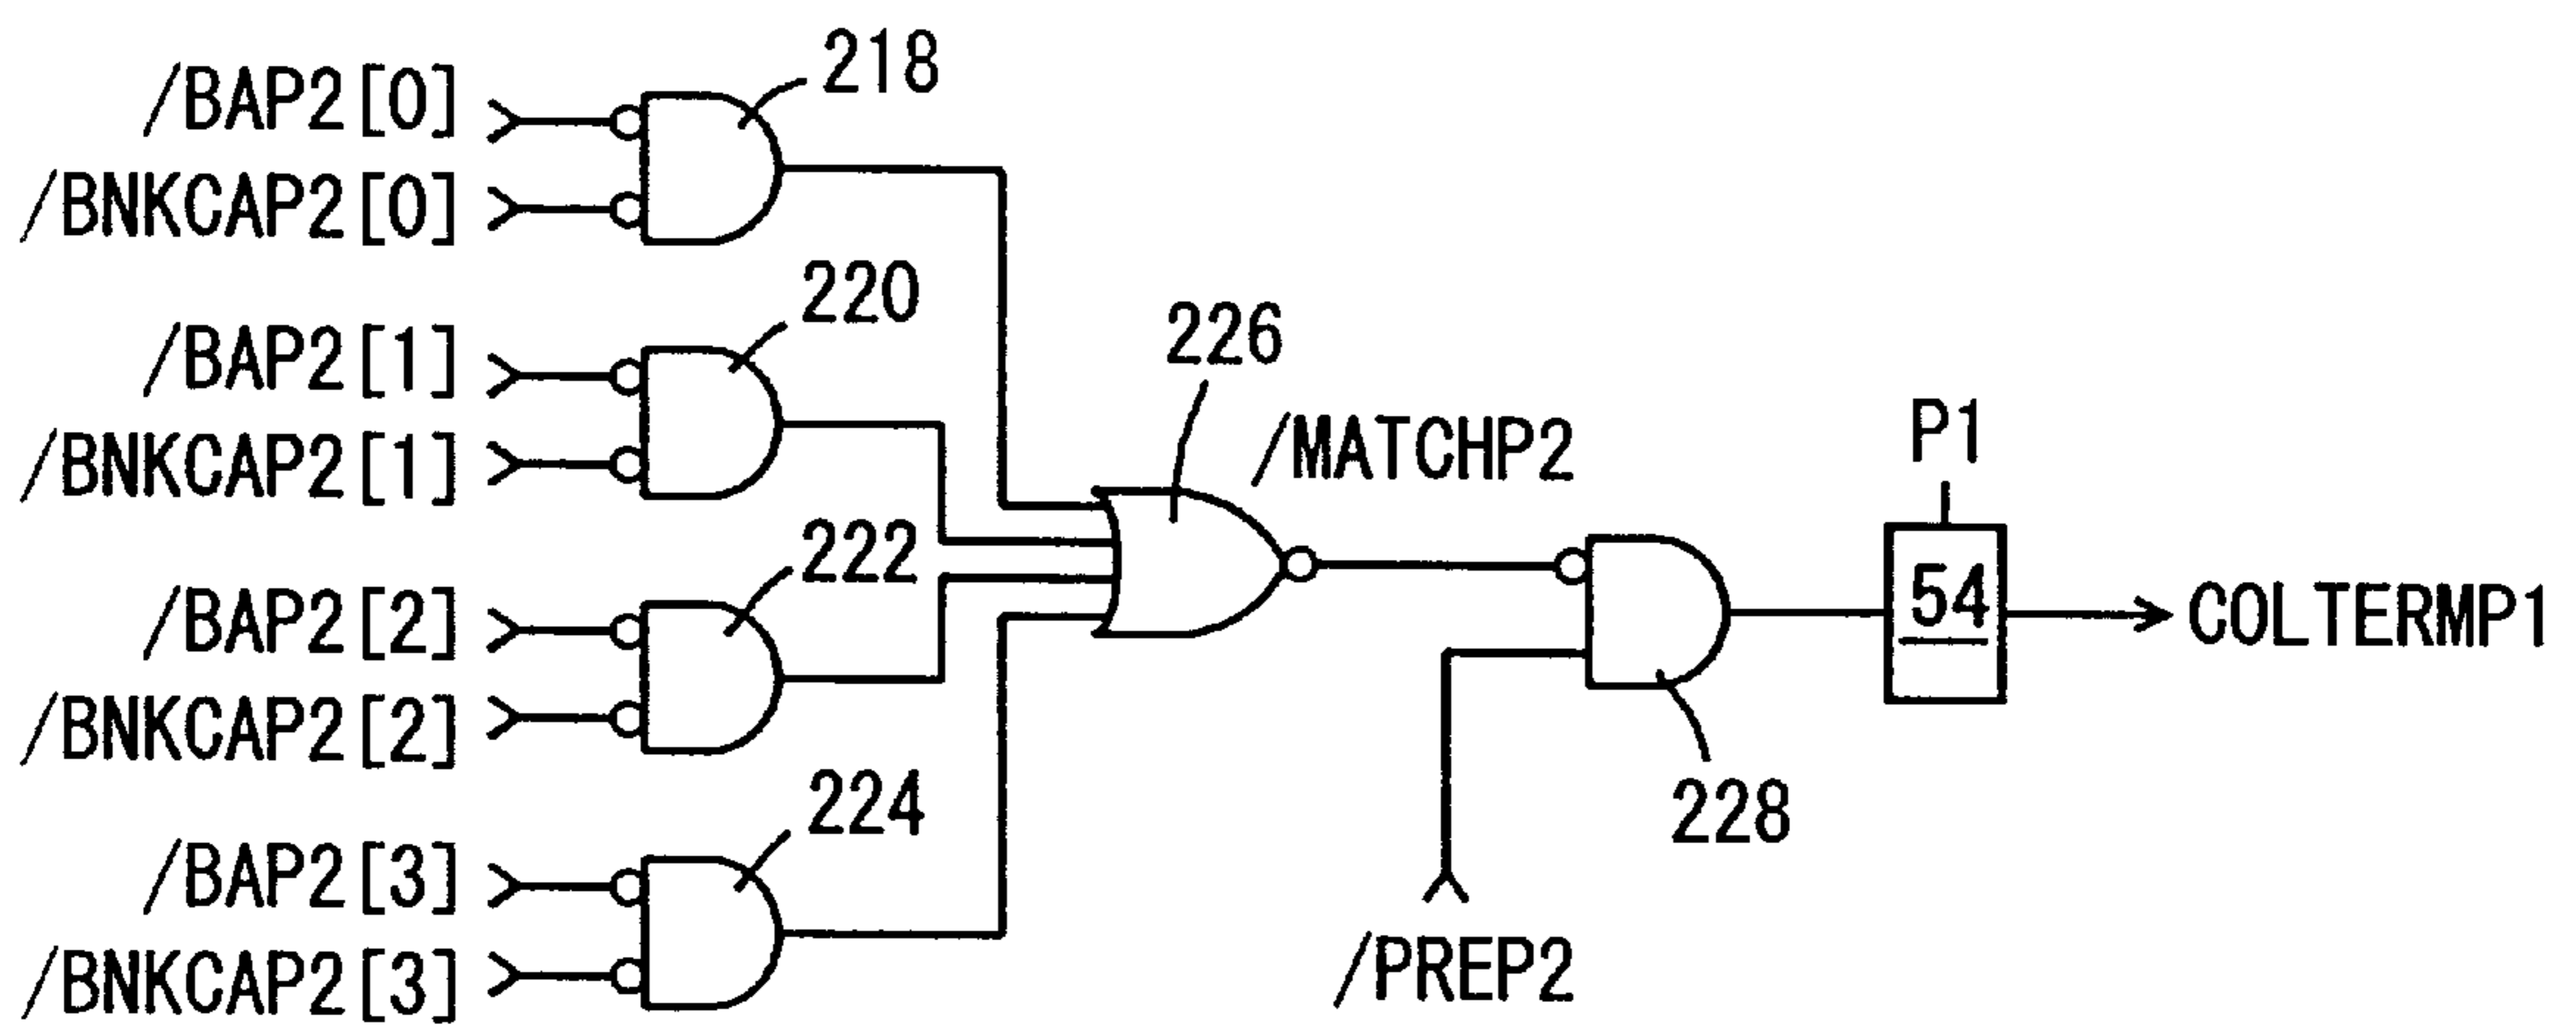 218
/BAP2[0]
/BNKCAP2[0]
220
/BAP2[1]
/BNKCAP2[1]
226
/MATCHP2
P1
222
/BAP2[2]
/BNKCAP2[2]
54
COLTERMP1
224
228
/BAP2[3]
/BNKCAP2[3]
/PREP2